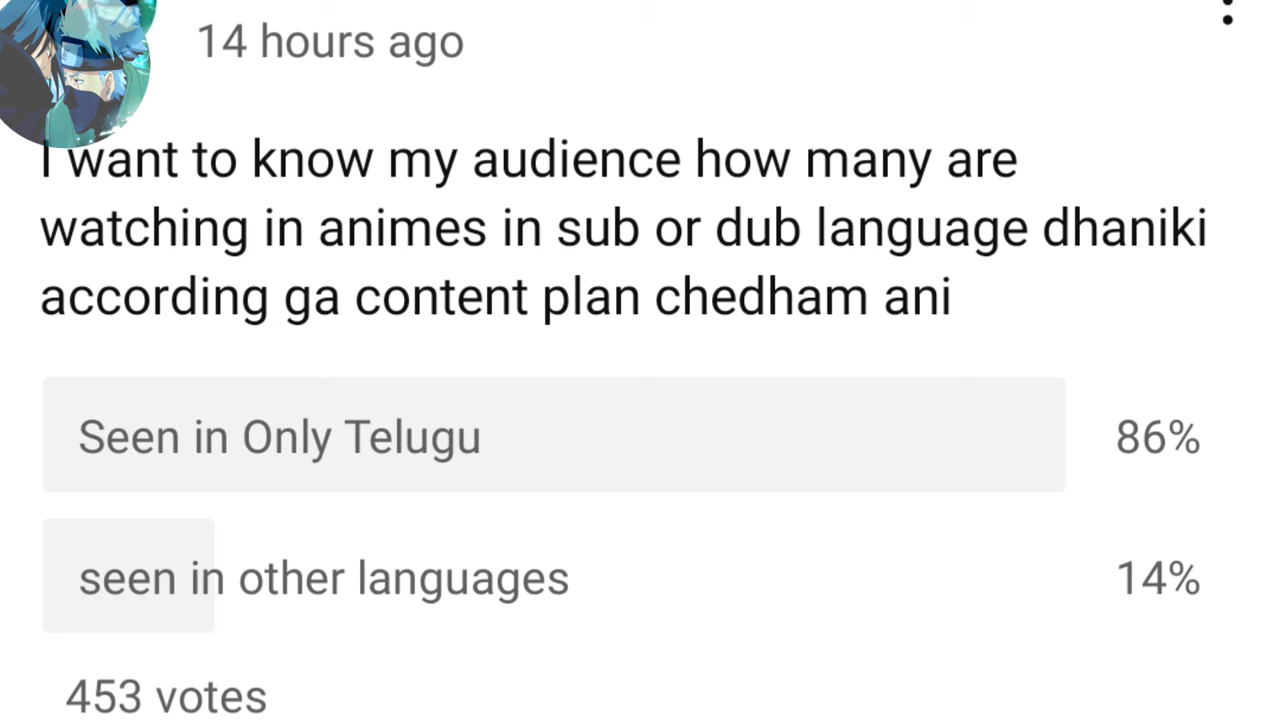 14 hours ago
I want to know my audience how many are
watching in animes in sub or dub language dhaniki
according ga content plan chedham ani
Seen in Only Telugu
86%
seen in other languages
14%
453 votes